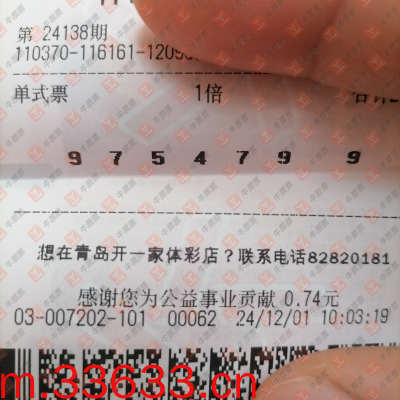 第 24138期
110370-116161-1209
单式票 1倍 合计
9 7 5 4 7 9 9
想在青岛开一家体彩店？联系电话82820181
感谢您为公益事业贡献 0.74元
03-007202-101 00062 24/12/01 10:03:19
m.33633.cn